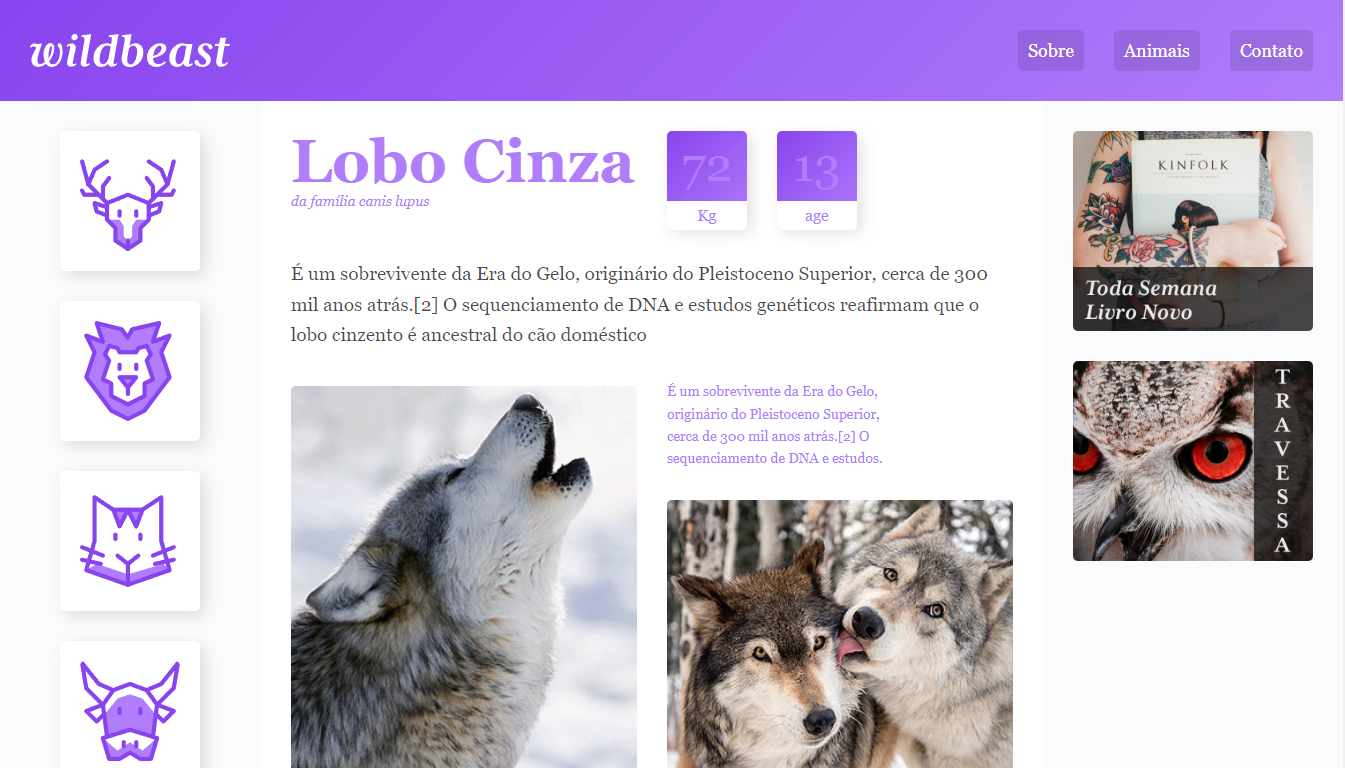 wildbeast
Sobre
Animais
Contato
Lobo Cinza
da família canis lupus
72
Kg
13
age
É um sobrevivente da Era do Gelo, originário do Pleistoceno Superior, cerca de 300
mil anos atrás.[2] O sequenciamento de DNA e estudos genéticos reafirmam que o
lobo cinzento é ancestral do cão doméstico
É um sobrevivente da Era do Gelo,
originário do Pleistoceno Superior,
cerca de 300 mil anos atrás.[2] O
sequenciamento de DNA e estudos.
KINFOLK
Toda Semana
Livro Novo
TRAVESSA